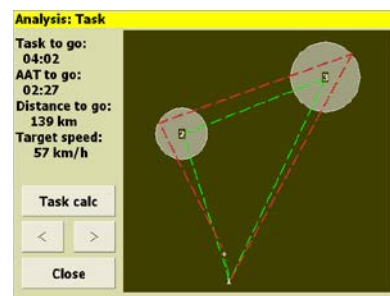 Analysis: Task
Task to go:
04:02
AAT to go:
02:27
Distance to go:
139 km
Target speed:
57 km/h
Task calc
< >
Close
2
3
1